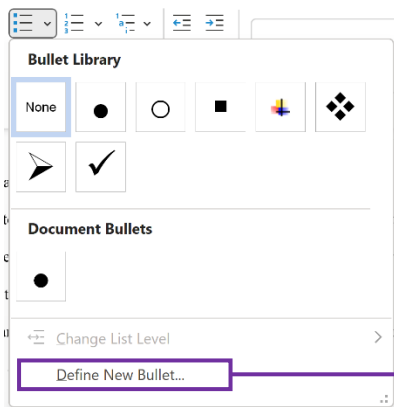 Bullet Library
None
Document Bullets
Change List Level
Define New Bullet...